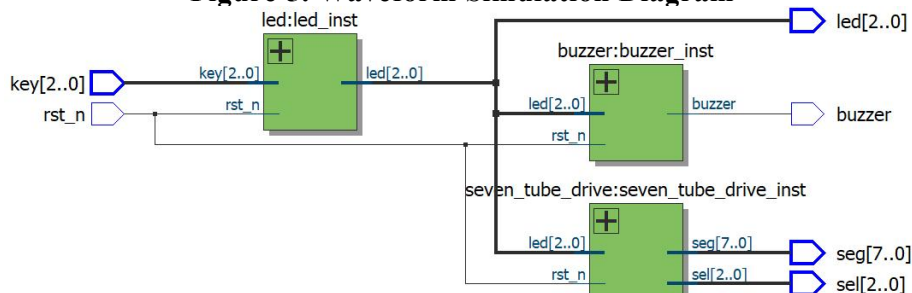 Figure 3. Waveform Simulation Diagram
led:led_inst
led[2..0]
buzzer:buzzer_inst
key[2..0]
key[2..0]
led[2..0]
rst_n
rst_n
led[2..0]
buzzer
buzzer
rst_n
seven_tube_drive:seven_tube_drive_inst
led[2..0]
seg[7..0]
seg[7..0]
rst_n
sel[2..0]
sel[2..0]